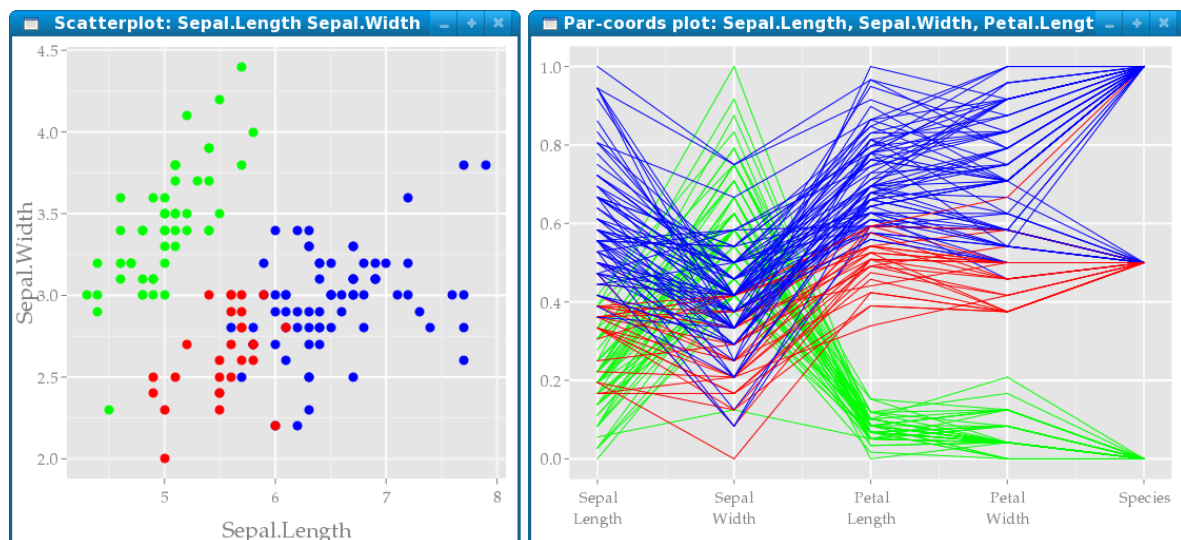 Scatterplot: Sepal.Length Sepal.Width
4.5
4.0
3.5
3.0
2.5
2.0
Sepal.Width
5 6 7 8
Sepal.Length
Par-coords plot: Sepal.Length, Sepal.Width, Petal.Lengt
1.0
0.8
0.6
0.4
0.2
0.0
Sepal Sepal Petal Petal Species
Length Width Length Width